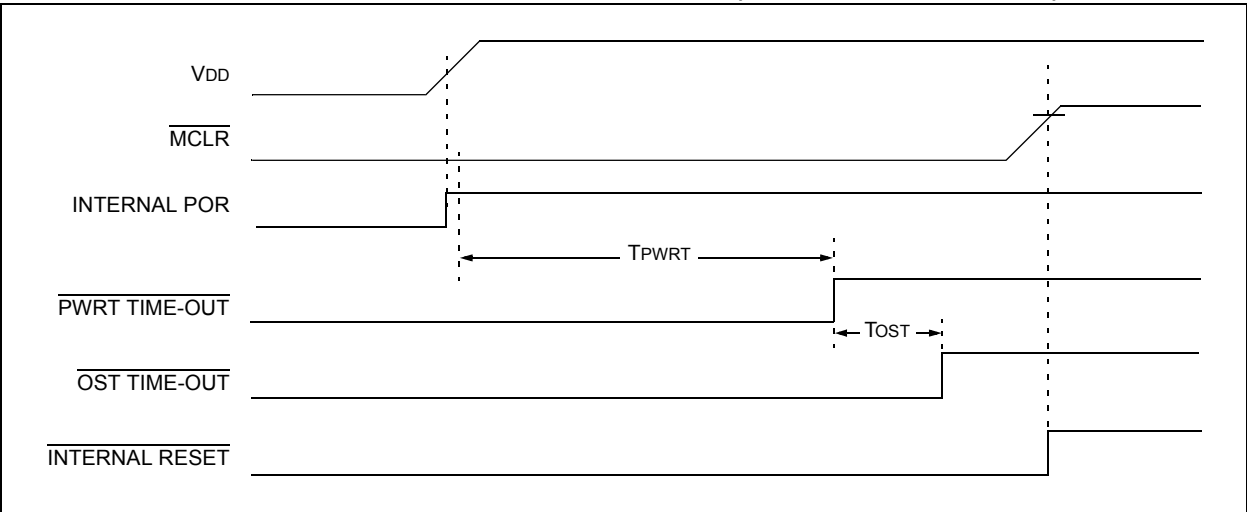 VDD
MCLR
INTERNAL POR
TPWRT
PWRT TIME-OUT
TOST
OST TIME-OUT
INTERNAL RESET